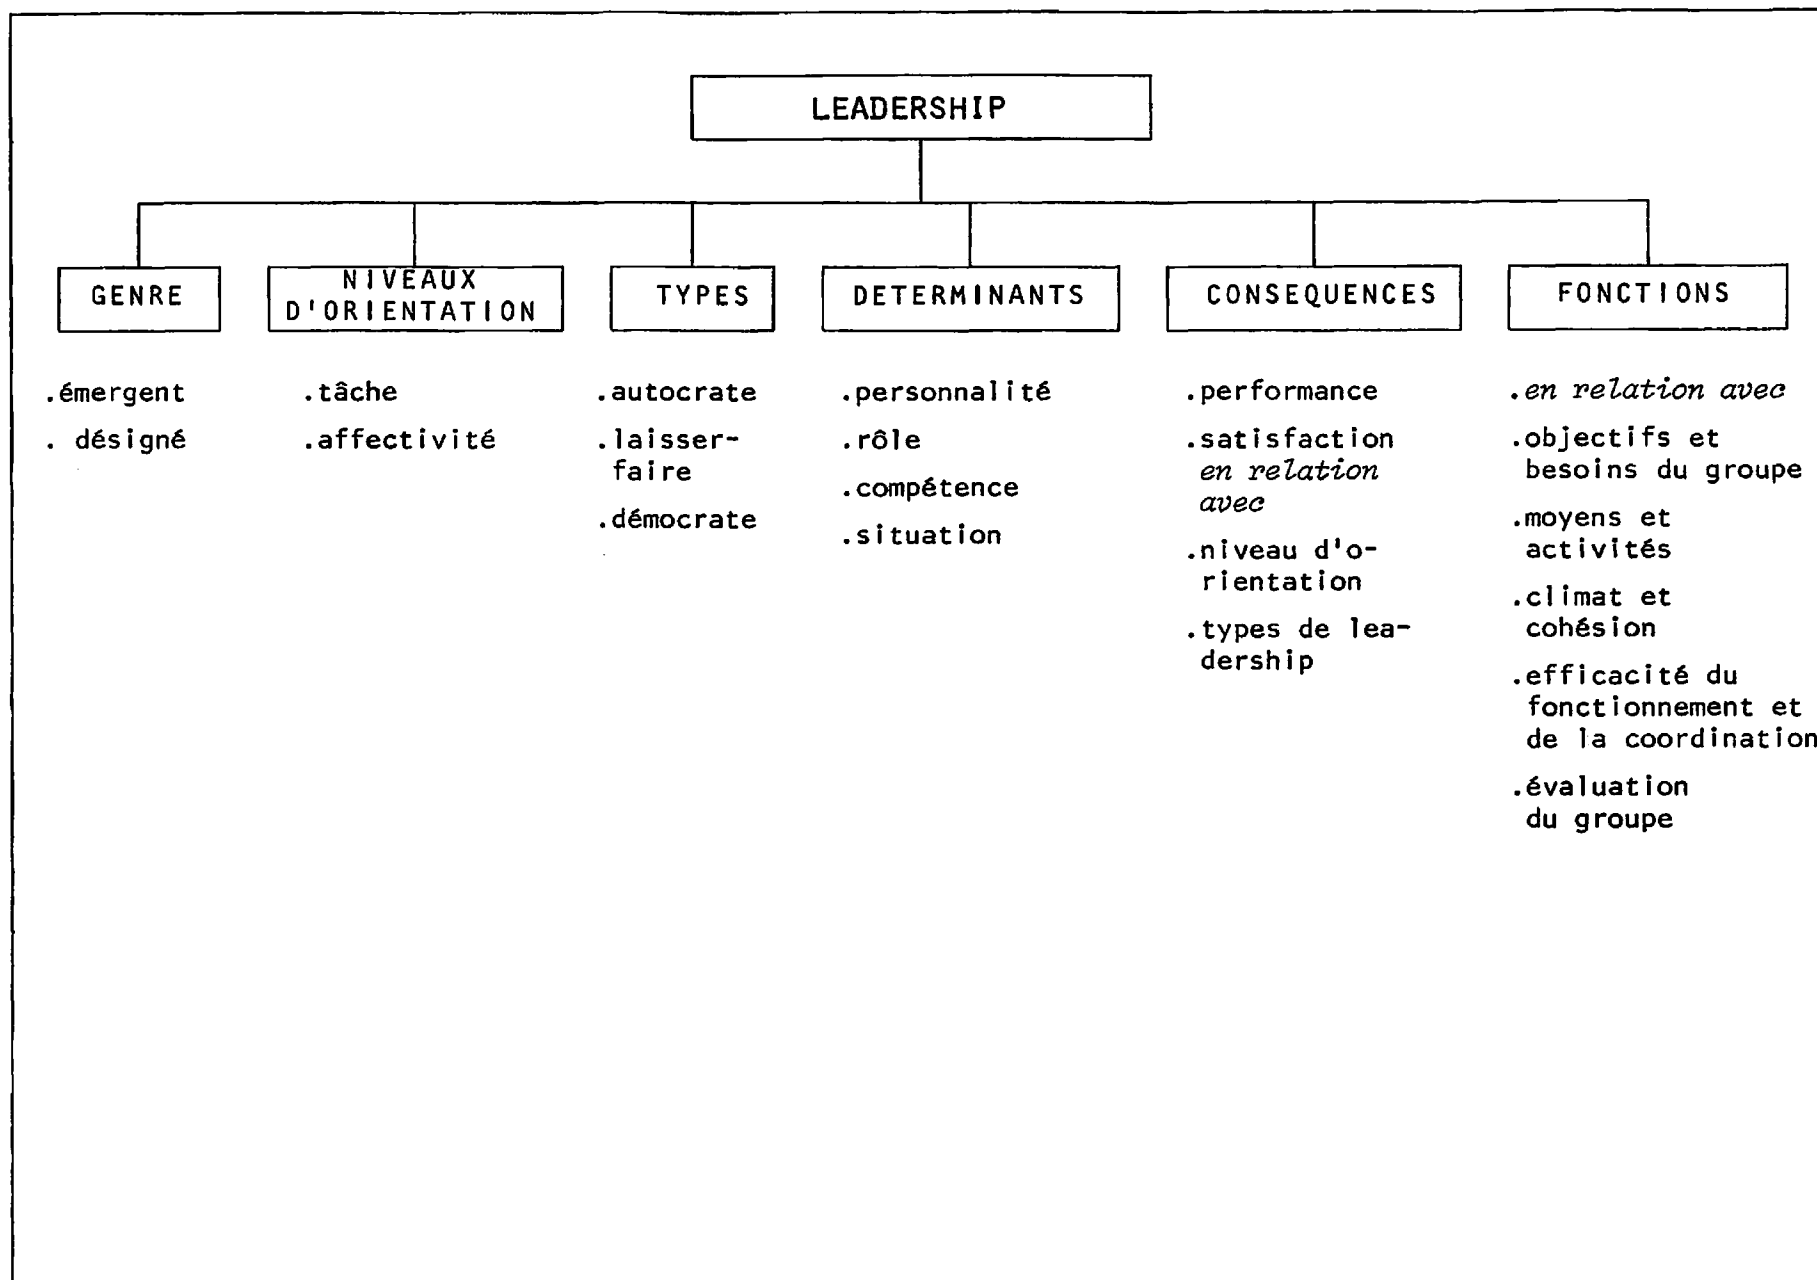 LEADERSHIP
GENRE
.émergent
. désigné
NIVEAUX
D'ORIENTATION
.tâche
.affectivité
TYPES
.autocrate
.laisser-
faire
.démocrate
DETERMINANTS
.personnalité
.rôle
.compétence
.situation
CONSEQUENCES
.performance
.satisfaction
en relation
avec
.niveau d'o-
rientation
.types de lea-
dership
FONCTIONS
.en relation avec
.objectifs et
besoins du groupe
.moyens et
activités
.climat et
cohésion
.efficacité du
fonctionnement et
de la coordination
.évaluation
du groupe